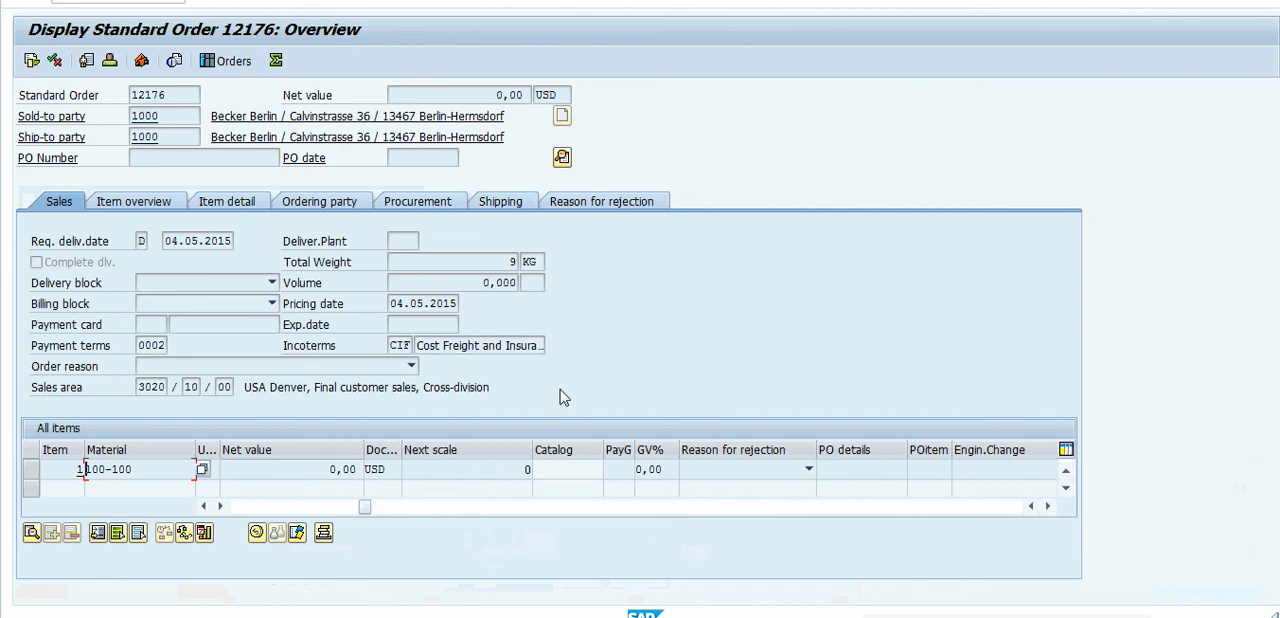 Display Standard Order 12176: Overview
Orders
Standard Order 12176 Net value 0,00 USD
Sold-to party 1000 Becker Berlin / Calvinstrasse 36 / 13467 Berlin-Hermsdorf
Ship-to party 1000 Becker Berlin / Calvinstrasse 36 / 13467 Berlin-Hermsdorf
PO Number PO date
Sales Item overview Item detail Ordering party Procurement Shipping Reason for rejection
Req. deliv.date D 04.05.2015 Deliver.Plant
Complete dlv. Total Weight 9 KG
Delivery block Volume 0,000
Billing block Pricing date 04.05.2015
Payment card Exp.date
Payment terms 0002 Incoterms CIF Cost Freight and Insura..
Order reason
Sales area 3020 / 10 / 00 USA Denver, Final customer sales, Cross-division
All items
Item Material U... Net value Doc... Next scale Catalog PayG GV% Reason for rejection PO details POitem Engin.Change
1 100-100 0,00 USD 0 0,00
SAP